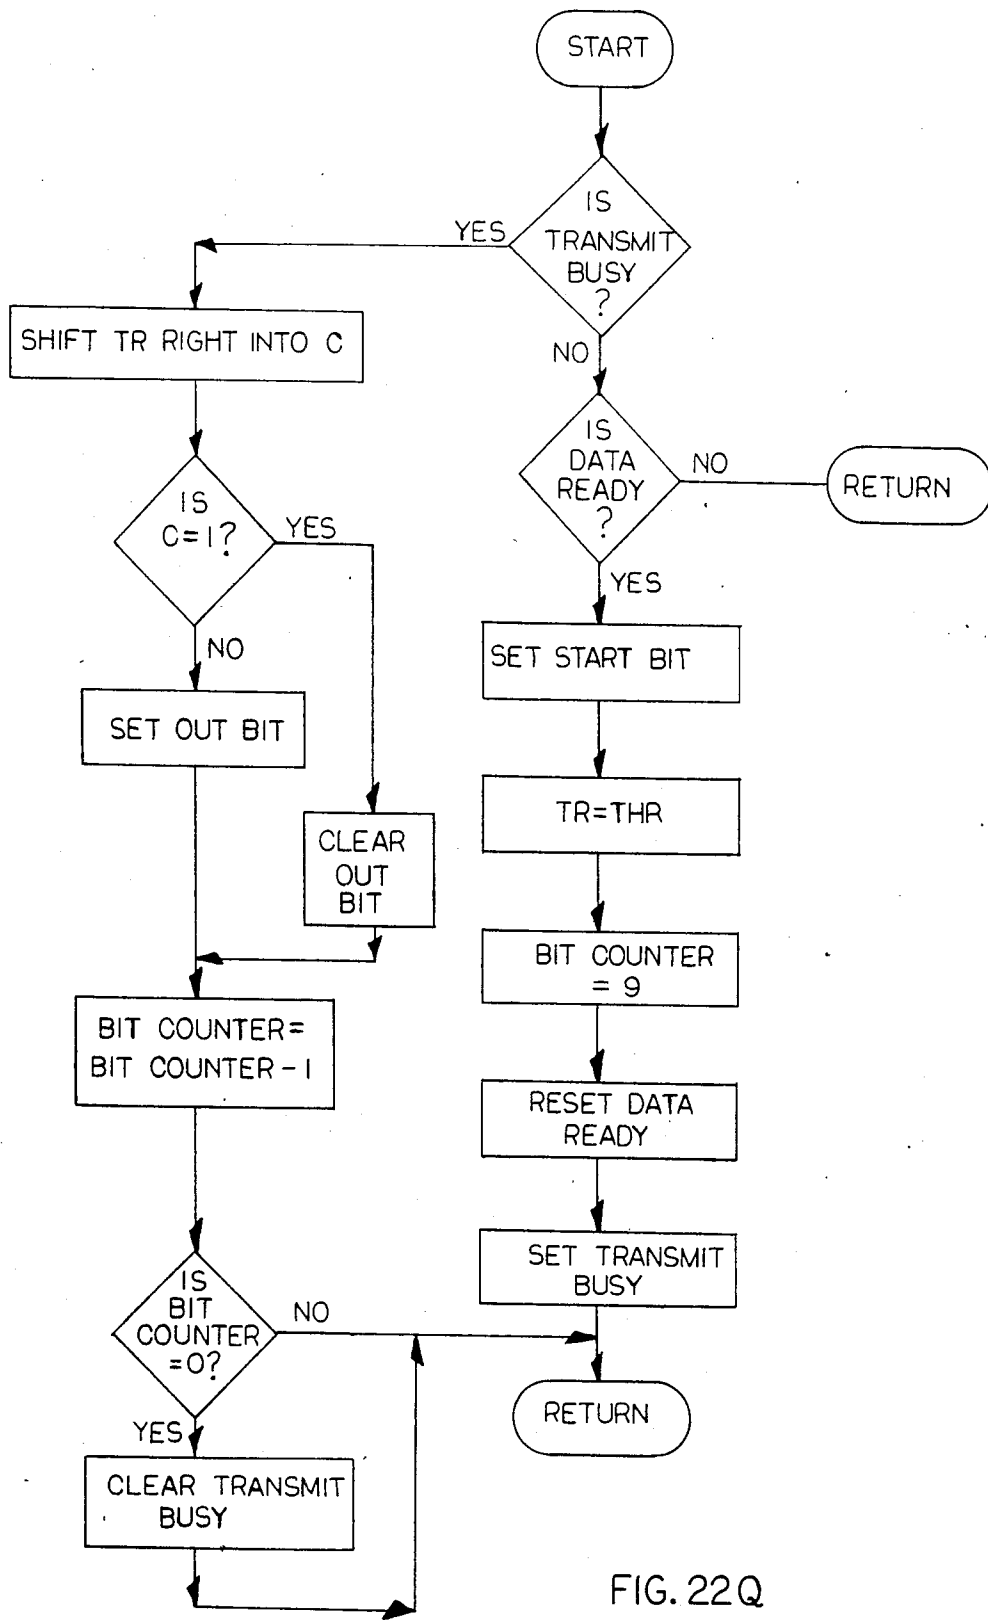 START
IS
TRANSMIT
BUSY
?
YES
NO
SHIFT TR RIGHT INTO C
IS
DATA
READY
?
NO
RETURN
YES
IS
C=1?
YES
NO
SET START BIT
SET OUT BIT
TR=THR
CLEAR
OUT
BIT
BIT COUNTER
= 9
BIT COUNTER=
BIT COUNTER-1
RESET DATA
READY
SET TRANSMIT
BUSY
IS
BIT
COUNTER
=0?
NO
YES
RETURN
CLEAR TRANSMIT
BUSY
FIG. 22Q